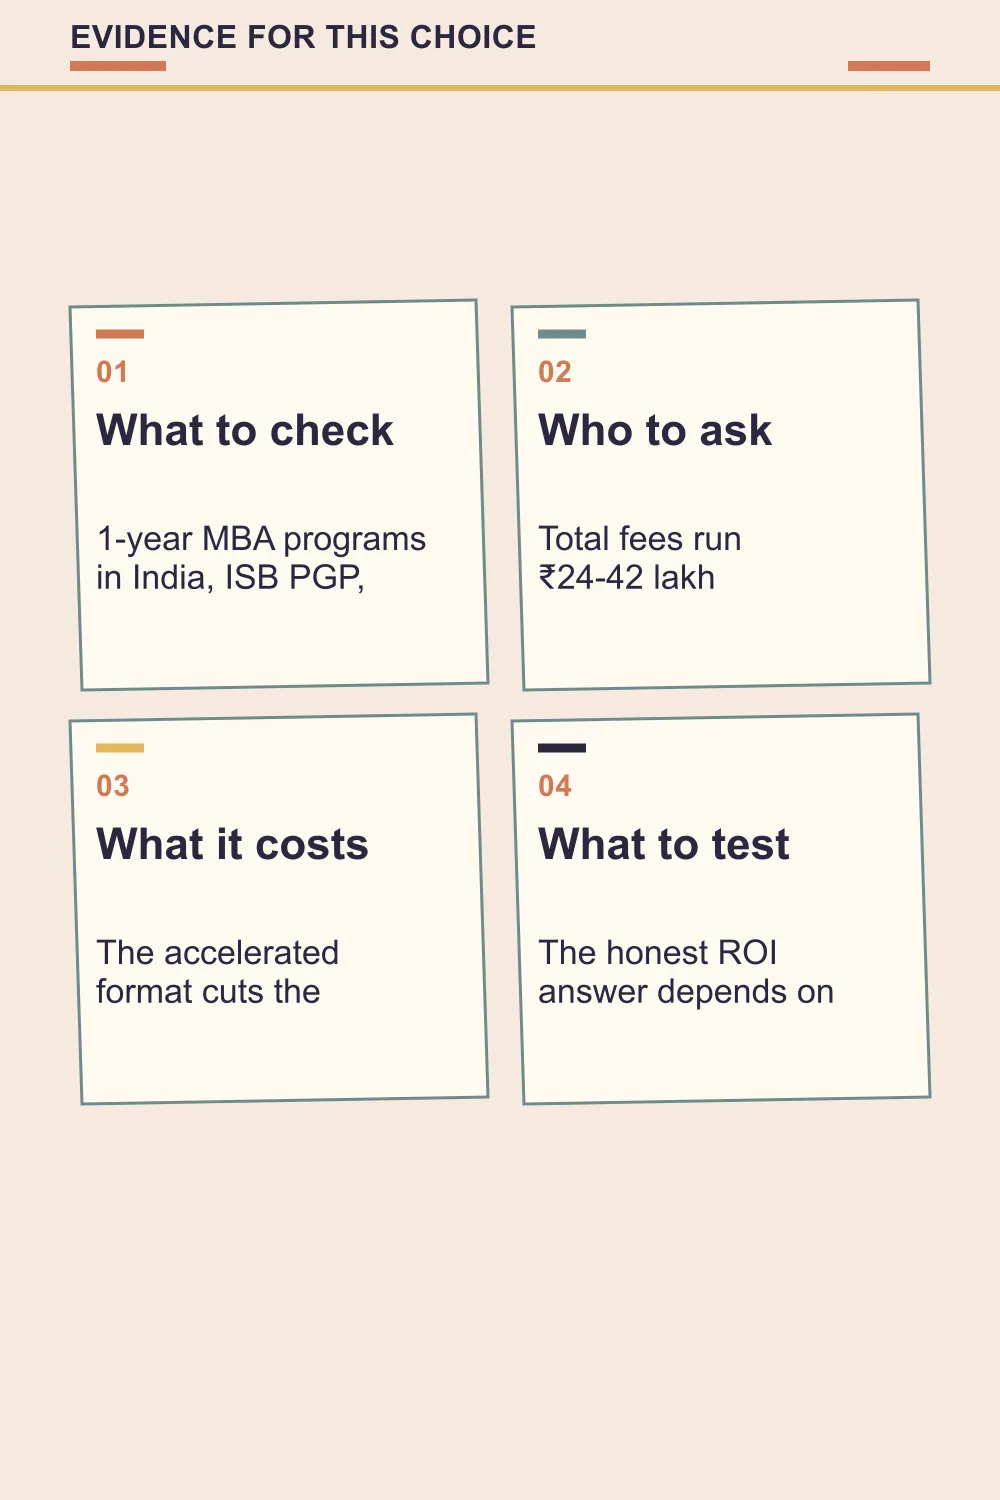 EVIDENCE FOR THIS CHOICE
01
What to check
1-year MBA programs
in India, ISB PGP,
02
Who to ask
Total fees run
₹24-42 lakh
03
What it costs
The accelerated
format cuts the
04
What to test
The honest ROI
answer depends on